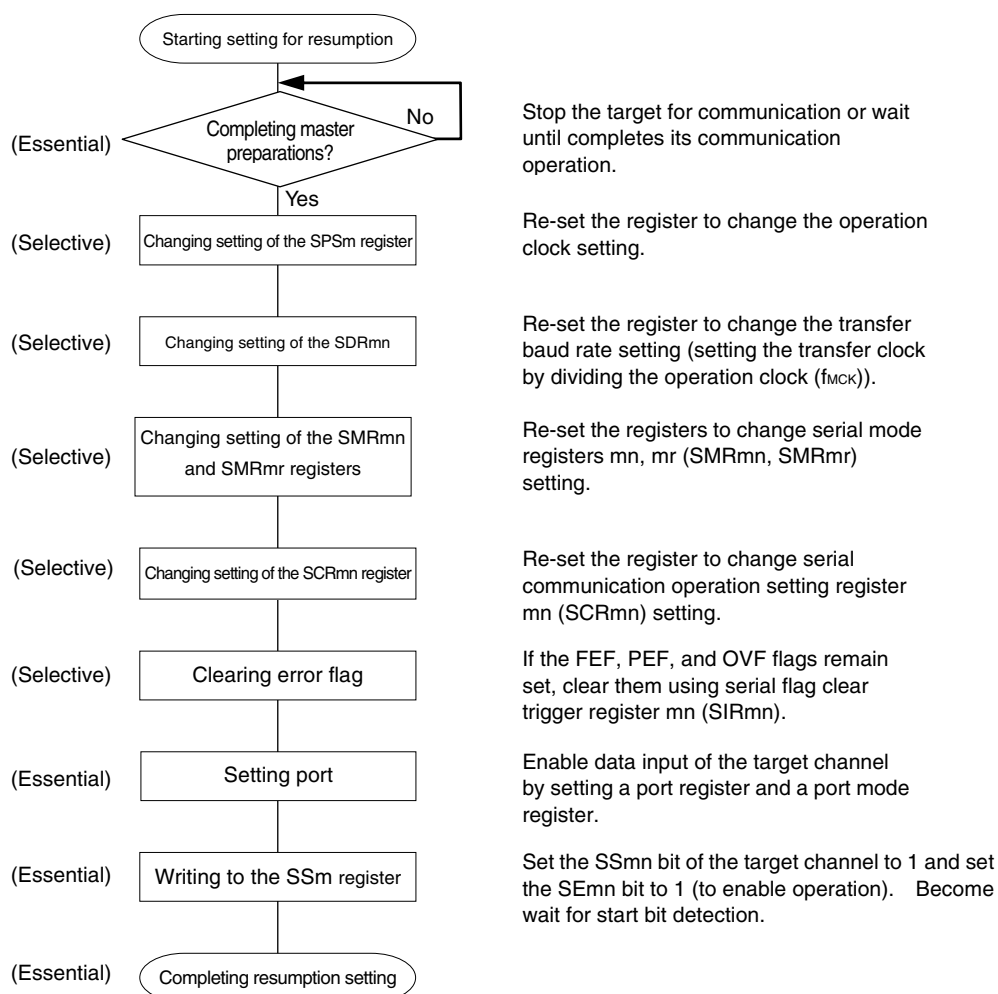 Starting setting for resumption
(Essential)
Completing master
preparations?
No
Yes
Stop the target for communication or wait
until completes its communication
operation.
(Selective)
Changing setting of the SPSm register
Re-set the register to change the operation
clock setting.
(Selective)
Changing setting of the SDRmn
Re-set the register to change the transfer
baud rate setting (setting the transfer clock
by dividing the operation clock (fMCK)).
(Selective)
Changing setting of the SMRmn
and SMRmr registers
Re-set the registers to change serial mode
registers mn, mr (SMRmn, SMRmr)
setting.
(Selective)
Changing setting of the SCRmn register
Re-set the register to change serial
communication operation setting register
mn (SCRmn) setting.
(Selective)
Clearing error flag
If the FEF, PEF, and OVF flags remain
set, clear them using serial flag clear
trigger register mn (SIRmn).
(Essential)
Setting port
Enable data input of the target channel
by setting a port register and a port mode
register.
(Essential)
Writing to the SSm register
Set the SSmn bit of the target channel to 1 and set
the SEmn bit to 1 (to enable operation). Become
wait for start bit detection.
(Essential)
Completing resumption setting